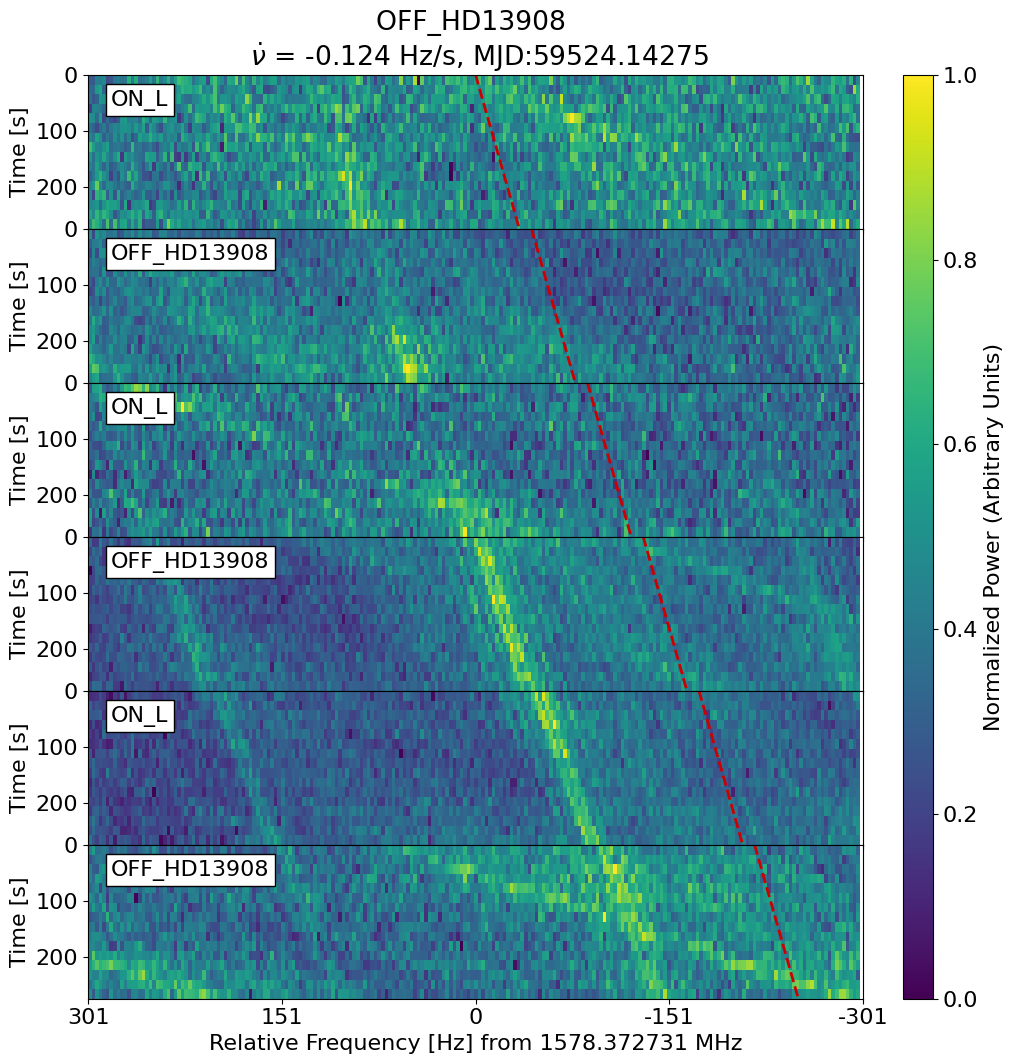 OFF_HD13908
ν̇ = -0.124 Hz/s, MJD:59524.14275
ON_L
OFF_HD13908
ON_L
OFF_HD13908
ON_L
OFF_HD13908
Time [s]
Time [s]
Time [s]
Time [s]
Time [s]
Time [s]
0
100
200
0
100
200
0
100
200
0
100
200
0
100
200
0
100
200
301
151
0
-151
-301
Relative Frequency [Hz] from 1578.372731 MHz
1.0
0.8
0.6
0.4
0.2
0.0
Normalized Power (Arbitrary Units)